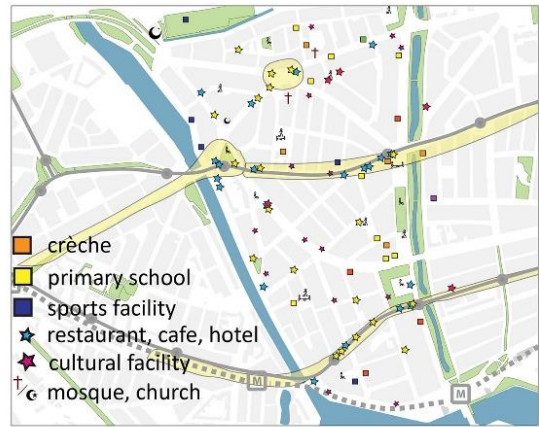 crèche
primary school
sports facility
restaurant, cafe, hotel
cultural facility
mosque, church
M
M